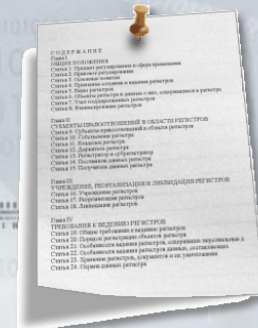 СОДЕРЖАНИЕ
Глава I
ОБЩИЕ ПОЛОЖЕНИЯ
Статья 1. Предмет регулирования и сфера применения
Статья 2. Правовое регулирование
Статья 3. Основные понятия
Статья 4. Принципы создания и ведения регистров
Статья 5. Виды регистров
Статья 6. Объекты регистра и данные о них, содержащиеся в регистре
Статья 7. Учет государственных регистров
Статья 8. Финансирование регистров
Глава II
СУБЪЕКТЫ ПРАВООТНОШЕНИЙ В ОБЛАСТИ РЕГИСТРОВ
Статья 9. Субъекты правоотношений в области регистров
Статья 10. Собственник регистра
Статья 11. Владелец регистра
Статья 12. Держатель регистра
Статья 13. Регистратор и субрегистратор
Статья 14. Поставщик данных регистра
Статья 15. Получатель данных регистра
Глава III
УЧРЕЖДЕНИЕ, РЕОРГАНИЗАЦИЯ И ЛИКВИДАЦИЯ РЕГИСТРОВ
Статья 16. Учреждение регистров
Статья 17. Реорганизация регистров
Статья 18. Ликвидация регистров
Глава IV
ТРЕБОВАНИЯ К ВЕДЕНИЮ РЕГИСТРОВ
Статья 19. Общие требования к ведению регистров
Статья 20. Порядок регистрации объектов регистра
Статья 21. Особенности ведения регистров, содержащих персональные
Статья 22. Особенности ведения регистров данных, составляющих
Статья 23. Хранение регистров, документов и их уничтожение
Статья 24. Охрана данных регистра